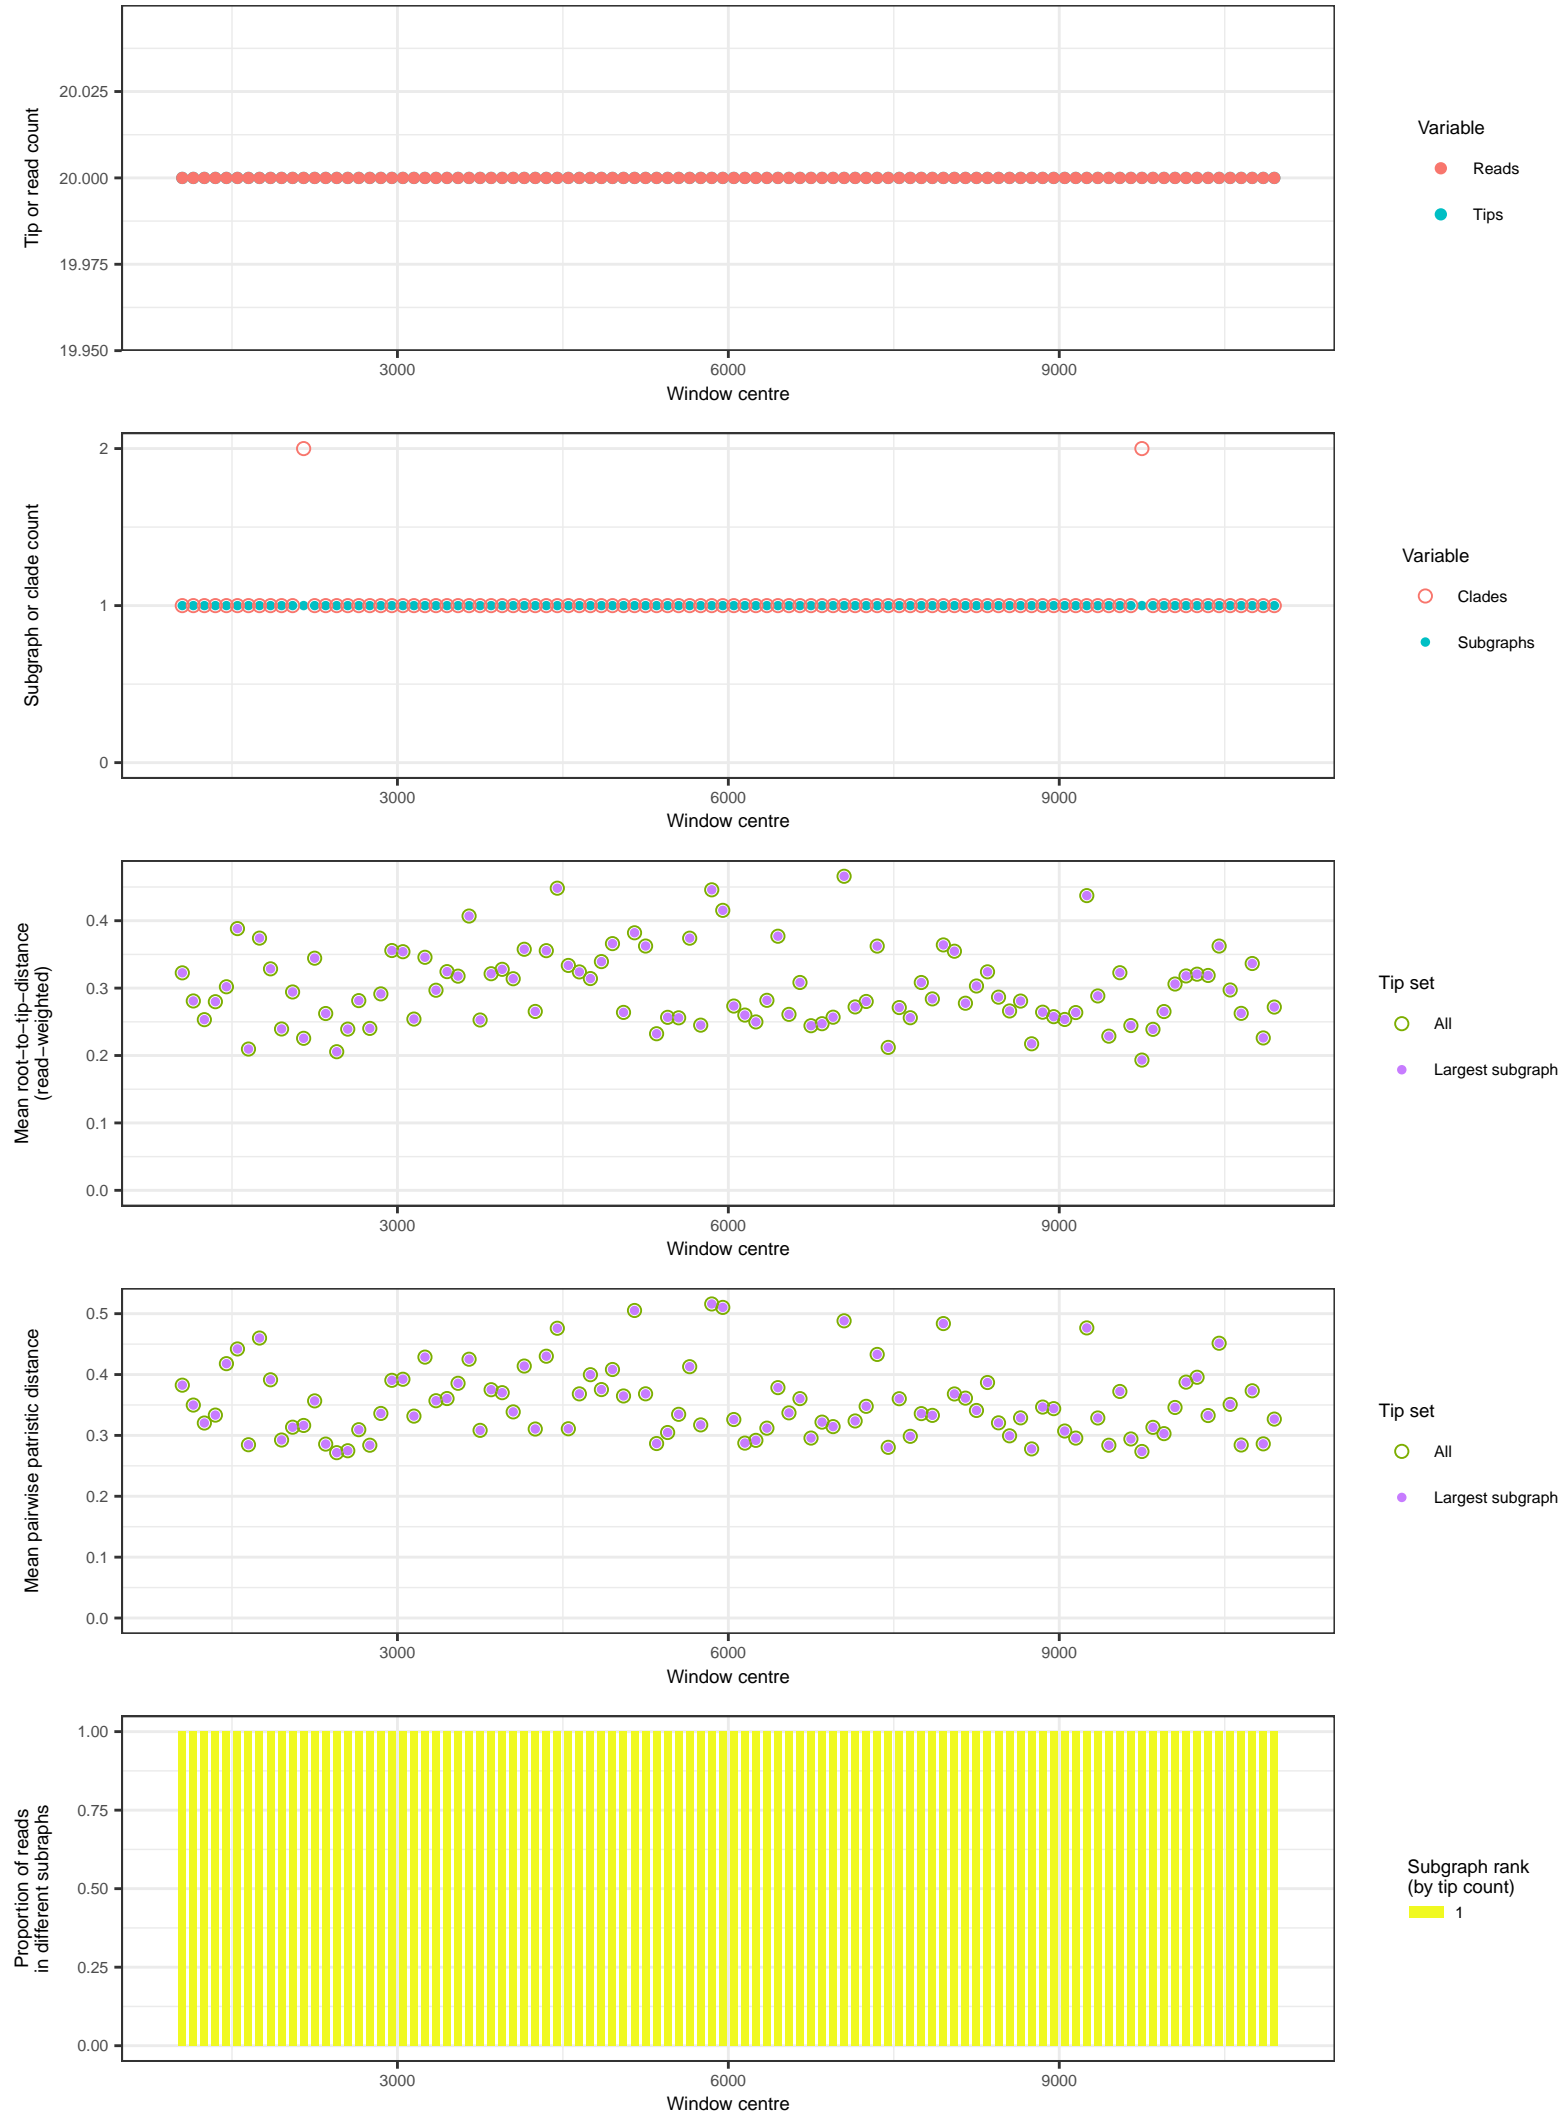 Tip or read count
20.025
20.000
19.975
19.950
3000
6000
9000
Window centre
Variable
Reads
Tips
Subgraph or clade count
2
1
0
3000
6000
9000
Window centre
Variable
Clades
Subgraphs
Mean root−to−tip−distance
(read−weighted)
0.4
0.3
0.2
0.1
0.0
3000
6000
9000
Window centre
Tip set
All
Largest subgraph
Mean pairwise patristic distance
0.5
0.4
0.3
0.2
0.1
0.0
3000
6000
9000
Window centre
Tip set
All
Largest subgraph
Proportion of reads
in different subraphs
1.00
0.75
0.50
0.25
0.00
3000
6000
9000
Window centre
Subgraph rank
(by tip count)
1